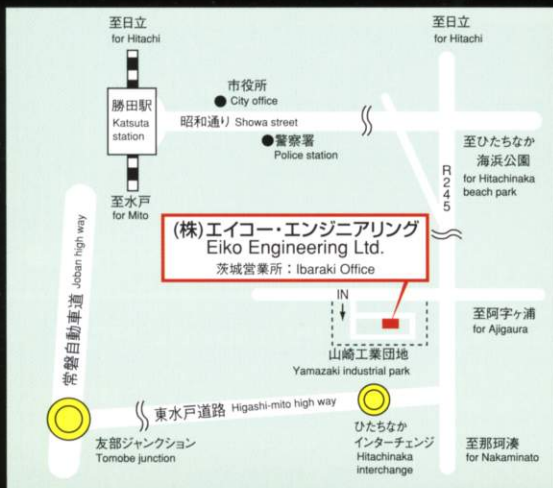 至日立
for Hitachi
至日立
for Hitachi
市役所
City office
勝田駅
Katsuta
station
昭和通り Showa street
警察署
Police station
至ひたちなか
海浜公園
for Hitachinaka
beach park
R245
至水戸
for Mito
(株)エイコー・エンジニアリング
Eiko Engineering Ltd.
茨城営業所：Ibaraki Office
常磐自動車道 Joban high way
IN
至阿字ヶ浦
for Ajigaura
山崎工業団地
Yamazaki industrial park
東水戸道路 Higashi-mito high way
友部ジャンクション
Tomobe junction
ひたちなか
インターチェンジ
Hitachinaka
interchange
至那珂湊
for Nakaminato